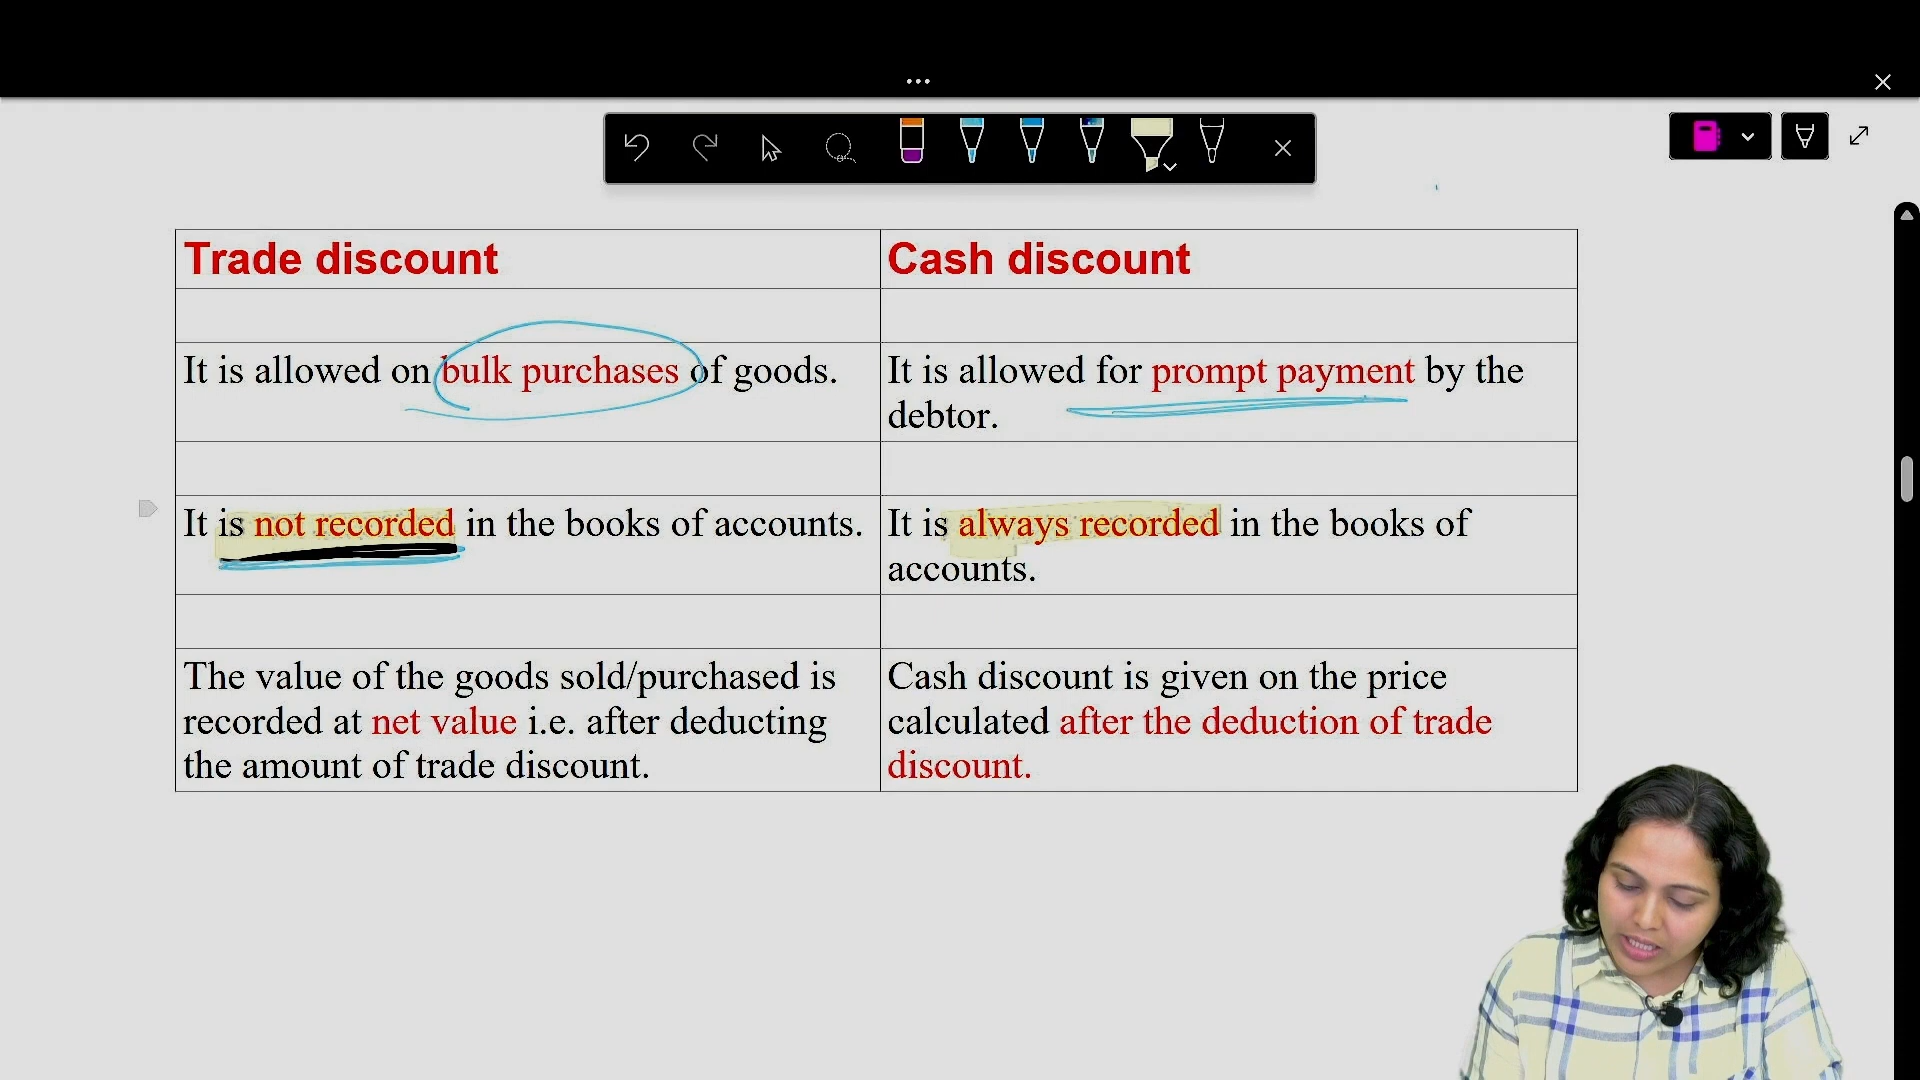 Trade discount
Cash discount
It is allowed on bulk purchases of goods.
It is allowed for prompt payment by the
debtor.
It is not recorded in the books of accounts.
It is always recorded in the books of
accounts.
The value of the goods sold/purchased is
recorded at net value i.e. after deducting
the amount of trade discount.
Cash discount is given on the price
calculated after the deduction of trade
discount.